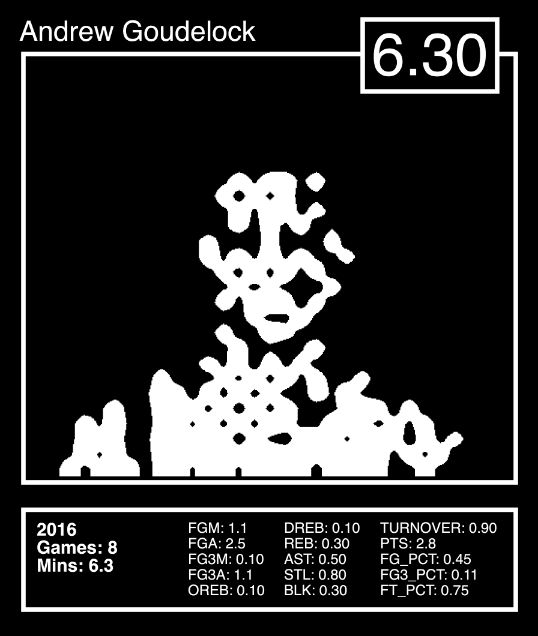 Andrew Goudelock
6.30
2016
Games: 8
Mins: 6.3
FGM: 1.1
FGA: 2.5
FG3M: 0.10
FG3A: 1.1
OREB: 0.10
DREB: 0.10
REB: 0.30
AST: 0.50
STL: 0.80
BLK: 0.30
TURNOVER: 0.90
PTS: 2.8
FG_PCT: 0.45
FG3_PCT: 0.11
FT_PCT: 0.75